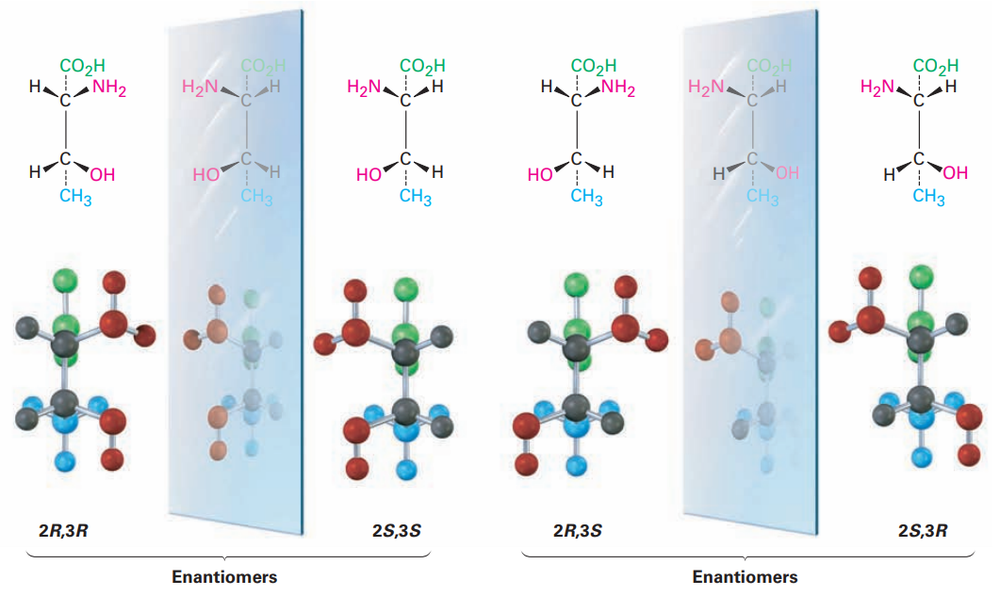 CO₂H CO₂H CO₂H CO₂H CO₂H CO₂H
H C NH₂ H₂N C H H₂N C H H C NH₂ H₂N C H H₂N C H
H C OH HO C H HO C H HO C H H C OH H C OH
CH₃ CH₃ CH₃ CH₃ CH₃ CH₃
2R,3R 2S,3S 2R,3S 2S,3R
Enantiomers Enantiomers